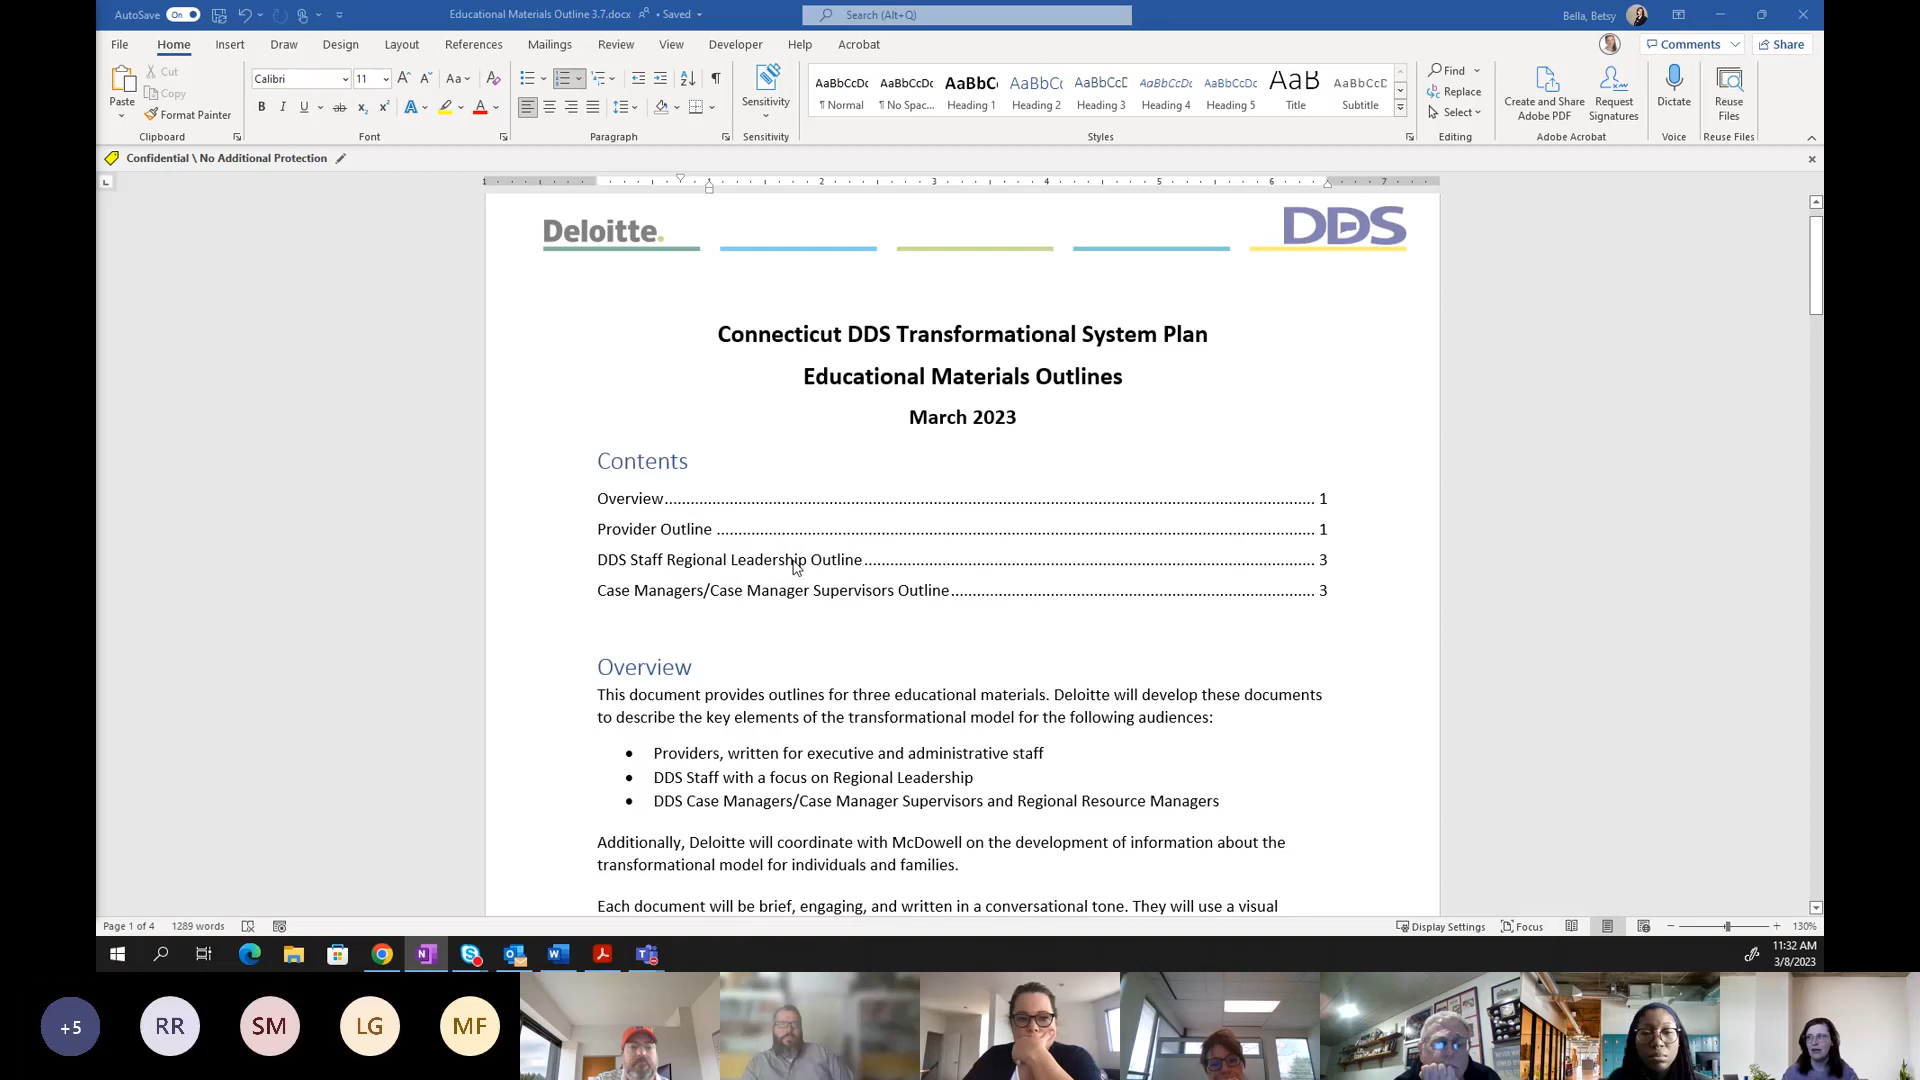 AutoSave On
Educational Materials Outline 3.7.docx • Saved
Search (Alt+Q)
Bella, Betsy
File Home Insert Draw Design Layout References Mailings Review View Developer Help Acrobat
Comments Share
Paste
Cut
Copy
Format Painter
Clipboard
Calibri 11
Font
Paragraph
Sensitivity
Sensitivity
AaBbCcDc AaBbCcDc AaBbC AaBbCc AaBbCcD AaBbCcDc AaBbCcDc AaB AaBbCcD
¶ Normal ¶ No Spac... Heading 1 Heading 2 Heading 3 Heading 4 Heading 5 Title Subtitle
Styles
Find
Replace
Select
Editing
Create and Share Adobe PDF
Request Signatures
Adobe Acrobat
Dictate
Voice
Reuse Files
Reuse Files
Confidential \ No Additional Protection
1 2 3 4 5 6 7
Deloitte. DDS
Connecticut DDS Transformational System Plan
Educational Materials Outlines
March 2023
Contents
Overview 1
Provider Outline 1
DDS Staff Regional Leadership Outline 3
Case Managers/Case Manager Supervisors Outline 3
Overview
This document provides outlines for three educational materials. Deloitte will develop these documents
to describe the key elements of the transformational model for the following audiences:
• Providers, written for executive and administrative staff
• DDS Staff with a focus on Regional Leadership
• DDS Case Managers/Case Manager Supervisors and Regional Resource Managers
Additionally, Deloitte will coordinate with McDowell on the development of information about the
transformational model for individuals and families.
Each document will be brief, engaging, and written in a conversational tone. They will use a visual
Page 1 of 4 1289 words
Display Settings Focus 130%
11:32 AM
3/8/2023
+5 RR SM LG MF